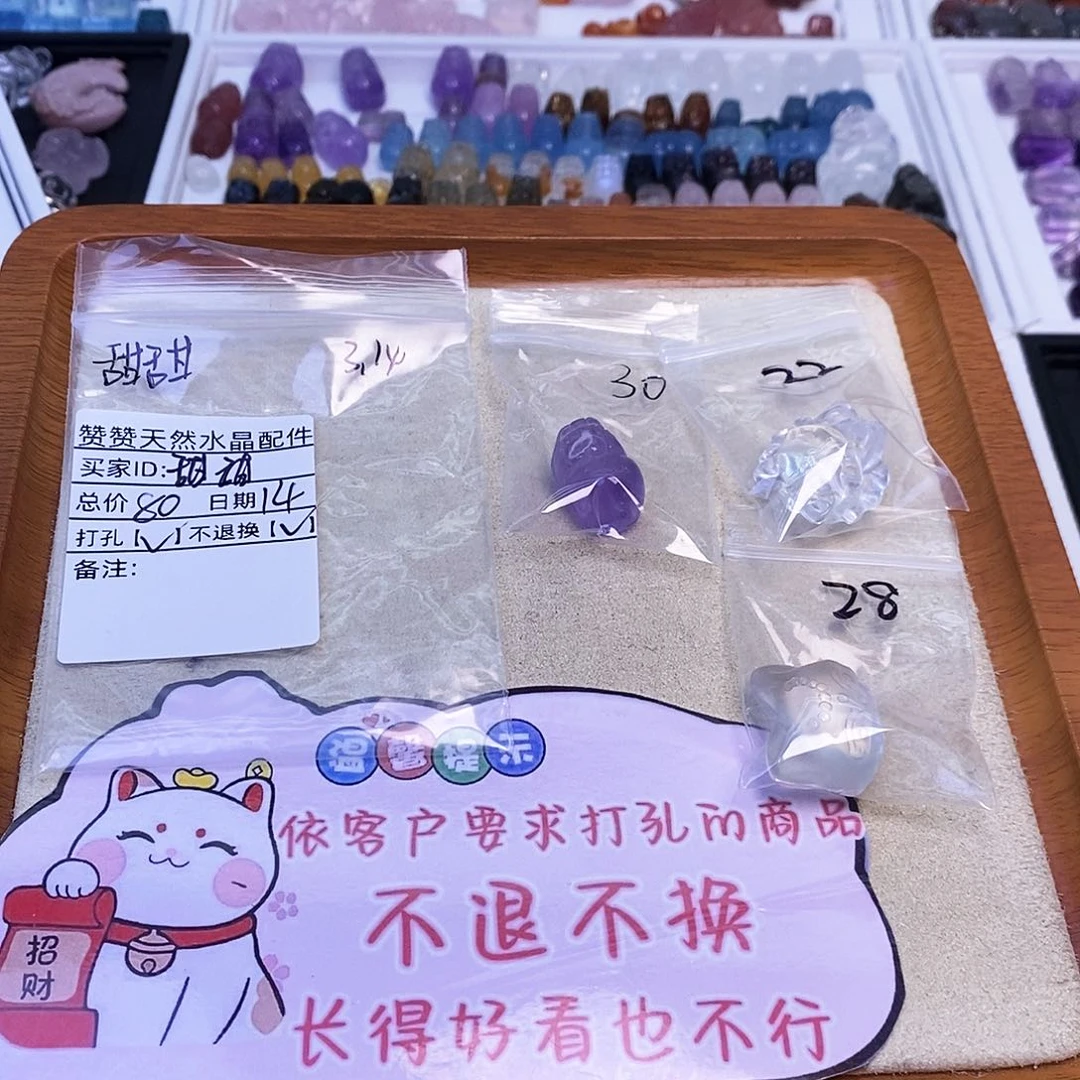 甜甜
3,14
赞赞天然水晶配件
买家ID:甜甜
总价80 日期14
打孔【✓】不退换【✓】
备注:
30
22
28
温馨提示
依客户要求打孔的商品
不退不换
长得好看也不行
招
财